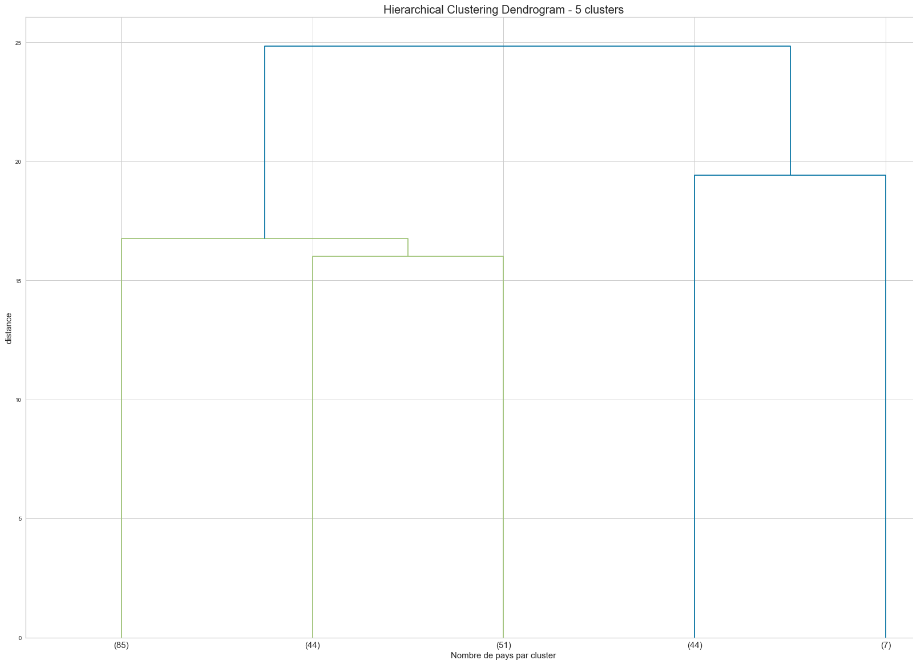 Hierarchical Clustering Dendrogram - 5 clusters
25
20
15
10
5
0
distance
(85) (44) (51) (44) (7)
Nombre de pays par cluster